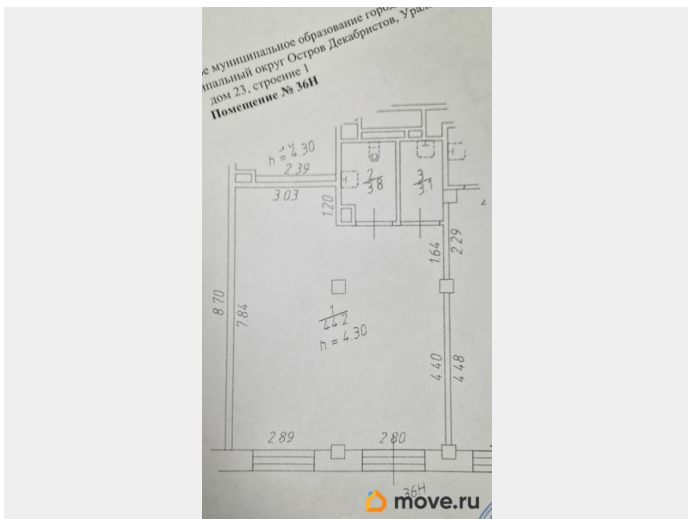 муниципальное образование город
округ Остров Декабристов, Урал
дом 23, строение 1
Помещение № 36Н
h = 4.30
2.39
3.03
1.20
2
3.8
3
3.1
1.64
2.29
8.70
7.84
1
44.2
h = 4.30
4.40
4.48
2.89
2.80
36Н
move.ru